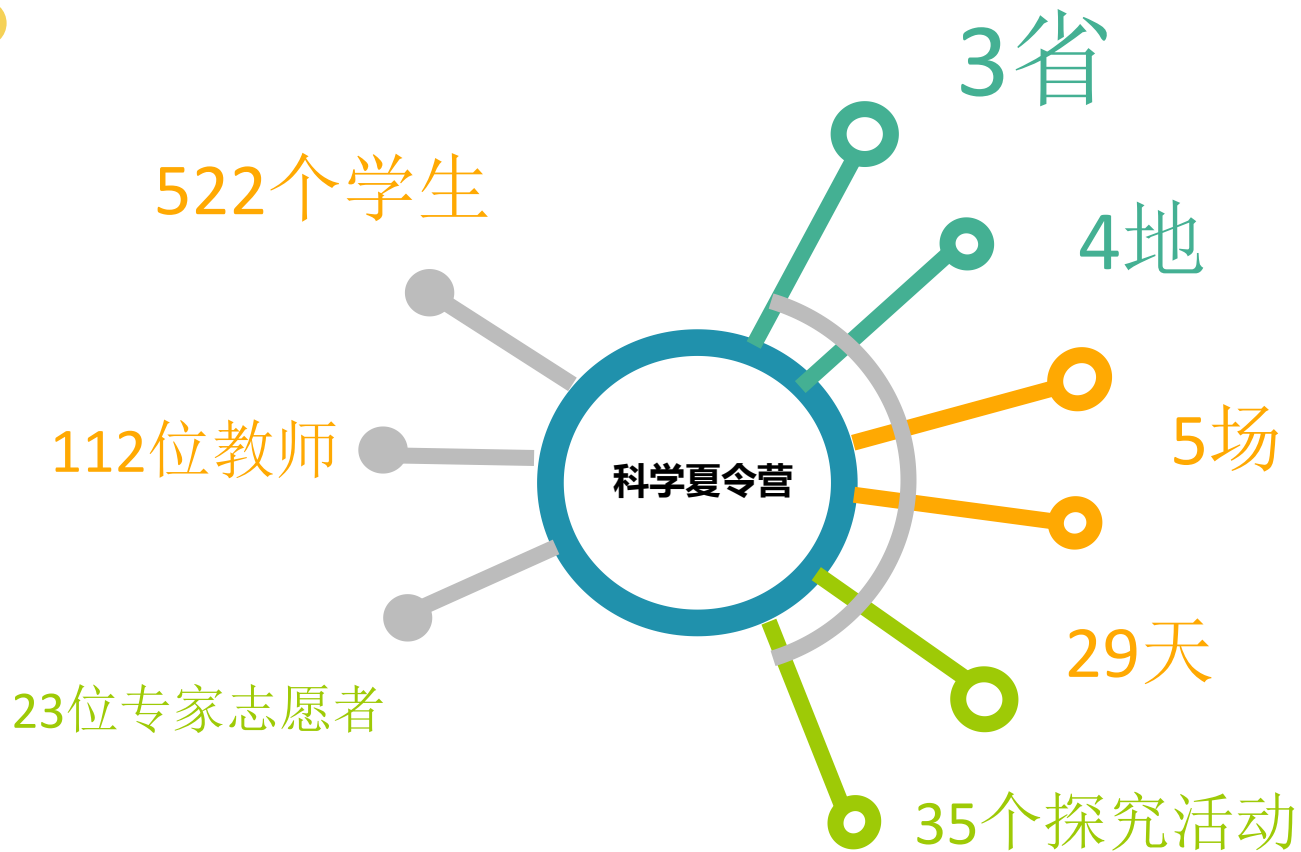 3省
522个学生
4地
5场
112位教师
科学夏令营
29天
23位专家志愿者
35个探究活动